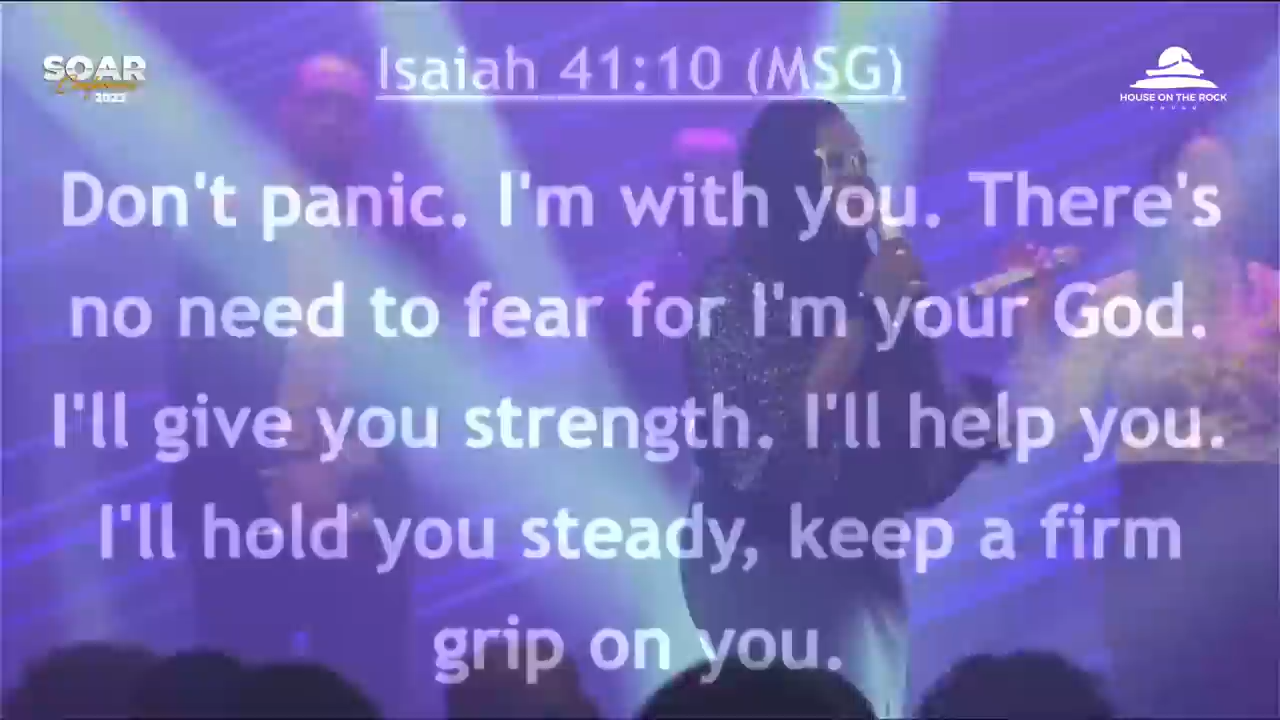 SOAR
Conference
2023
Isaiah 41:10 (MSG)
HOUSE ON THE ROCK
Don't panic. I'm with you. There's
no need to fear for I'm your God.
I'll give you strength. I'll help you.
I'll hold you steady, keep a firm
grip on you.